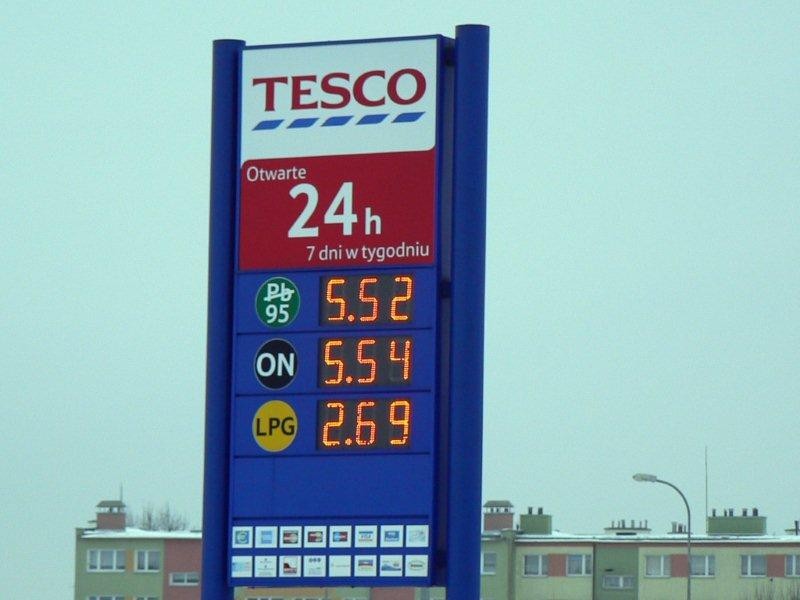 TESCO
Otwarte
24h
7 dni w tygodniu
Pb 95 5.52
ON 5.54
LPG 2.69